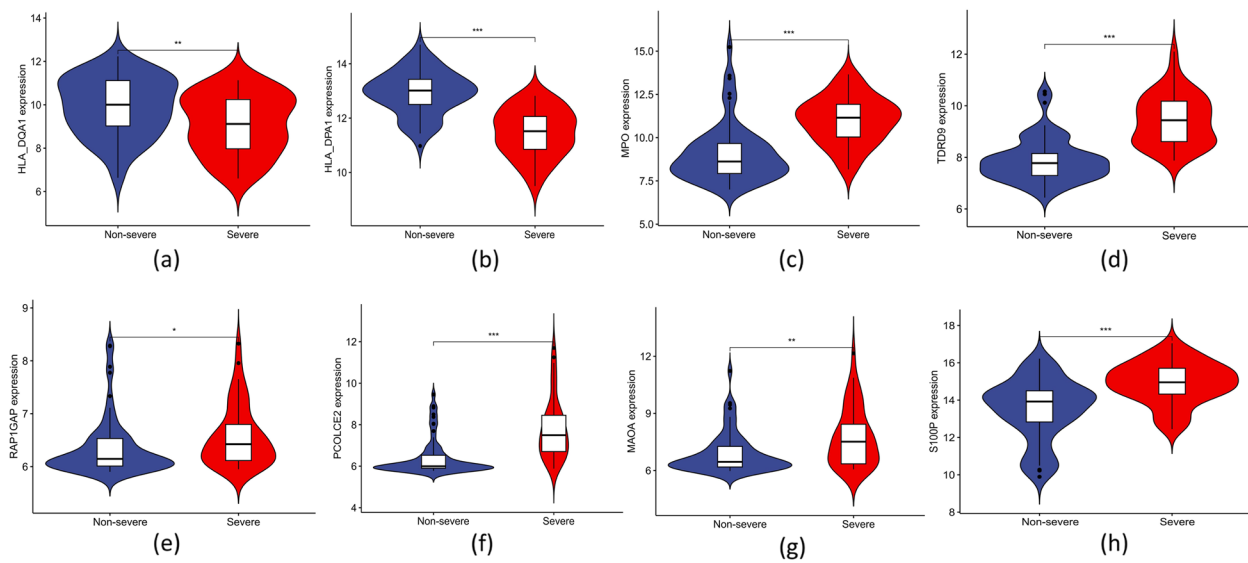 HLA_DQA1 expression
14
12
10
8
6
**
Non-severe
Severe
(a)
HLA_DPA1 expression
14
12
10
***
Non-severe
Severe
(b)
MPO expression
15.0
12.5
10.0
7.5
5.0
***
Non-severe
Severe
(c)
TDRD9 expression
12
10
8
6
***
Non-severe
Severe
(d)
RAP1GAP expression
9
8
7
6
*
Non-severe
Severe
(e)
PCOLCE2 expression
12
10
8
6
4
***
Non-severe
Severe
(f)
MAOA expression
12
9
6
**
Non-severe
Severe
(g)
S100P expression
18
16
14
12
10
8
***
Non-severe
Severe
(h)